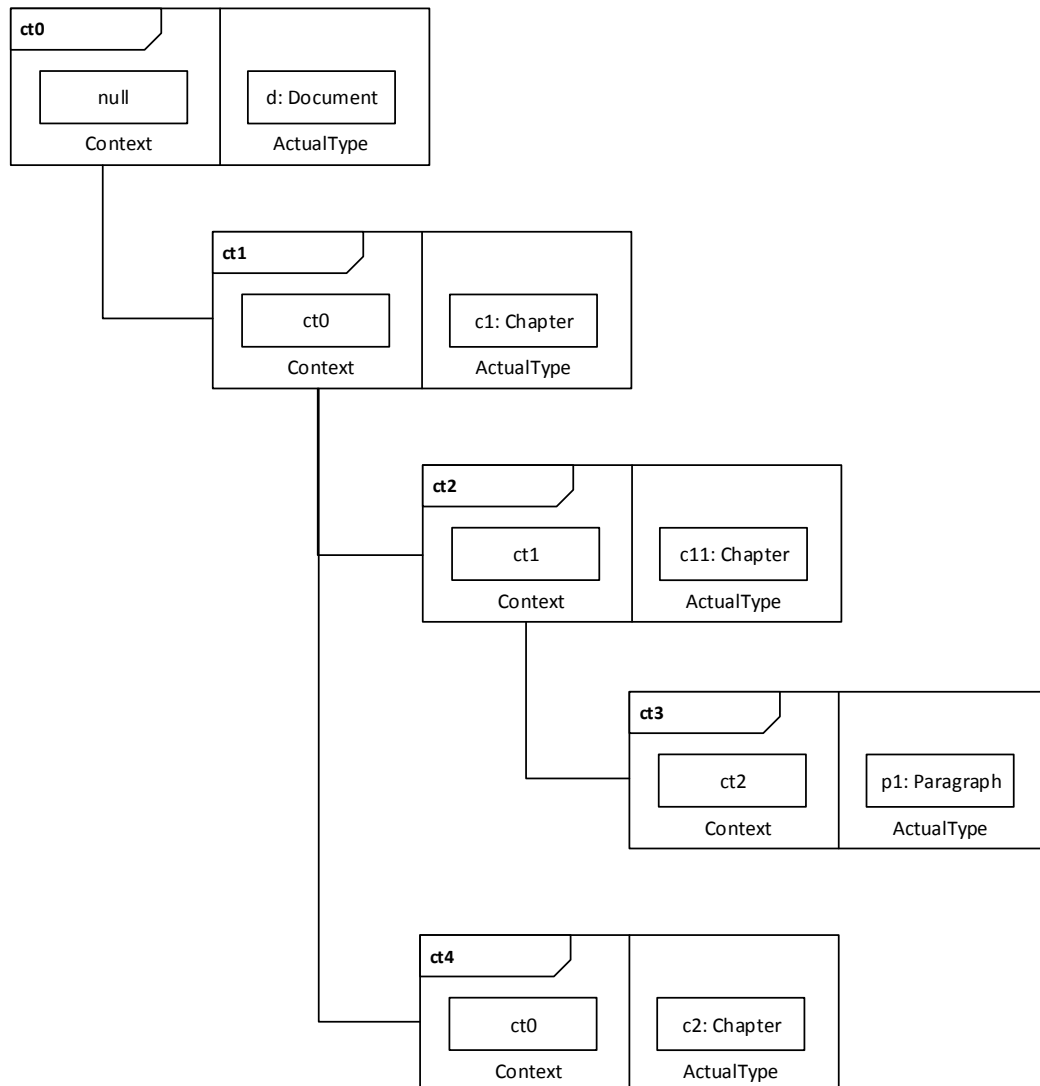 ct0
null
d: Document
Context
ActualType
ct1
ct0
c1: Chapter
Context
ActualType
ct2
ct1
c11: Chapter
Context
ActualType
ct3
ct2
p1: Paragraph
Context
ActualType
ct4
ct0
c2: Chapter
Context
ActualType